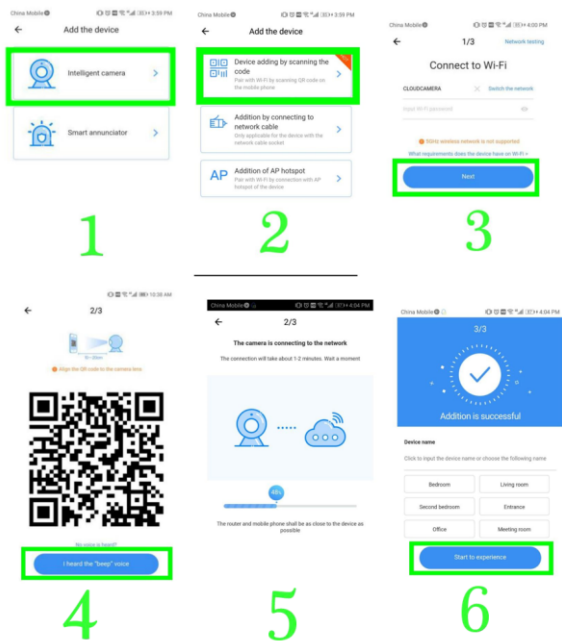 China Mobile
3:59 PM
Add the device
Intelligent camera
Smart annunciator
1
China Mobile
3:59 PM
Add the device
Device adding by scanning the
code
Pair with Wi-Fi by scanning QR code on
the mobile phone
Addition by connecting to
network cable
Only applicable for the device with the
network cable socket
AP
Addition of AP hotspot
Pair with Wi-Fi by connection with AP
hotspot of the device
2
China Mobile
4:00 PM
1/3
Network testing
Connect to Wi-Fi
CLOUDCAMERA
Switch the network
Input Wi-Fi password
wireless network is not supported
What requirements does the device have on Wi-Fi >
Next
3
10:38 AM
2/3
Align the QR code to the camera lens
No voice is heard?
I heard the "beep" voice
4
China Mobile
4:04 PM
2/3
The camera is connecting to the network
The connection will take about 1-2 minutes. Wait a moment
The router and mobile phone shall be as close to the device as
possible
5
China Mobile
4:04 PM
3/3
Addition is successful
Device name
Click to input the device name or choose the following name
Bedroom
Living room
Second bedroom
Entrance
Office
Meeting room
Start to experience
6